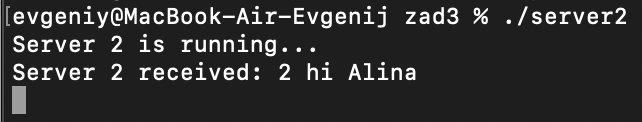 [evgeniy@MacBook-Air-Evgenij zad3 % ./server2
Server 2 is running...
Server 2 received: 2 hi Alina